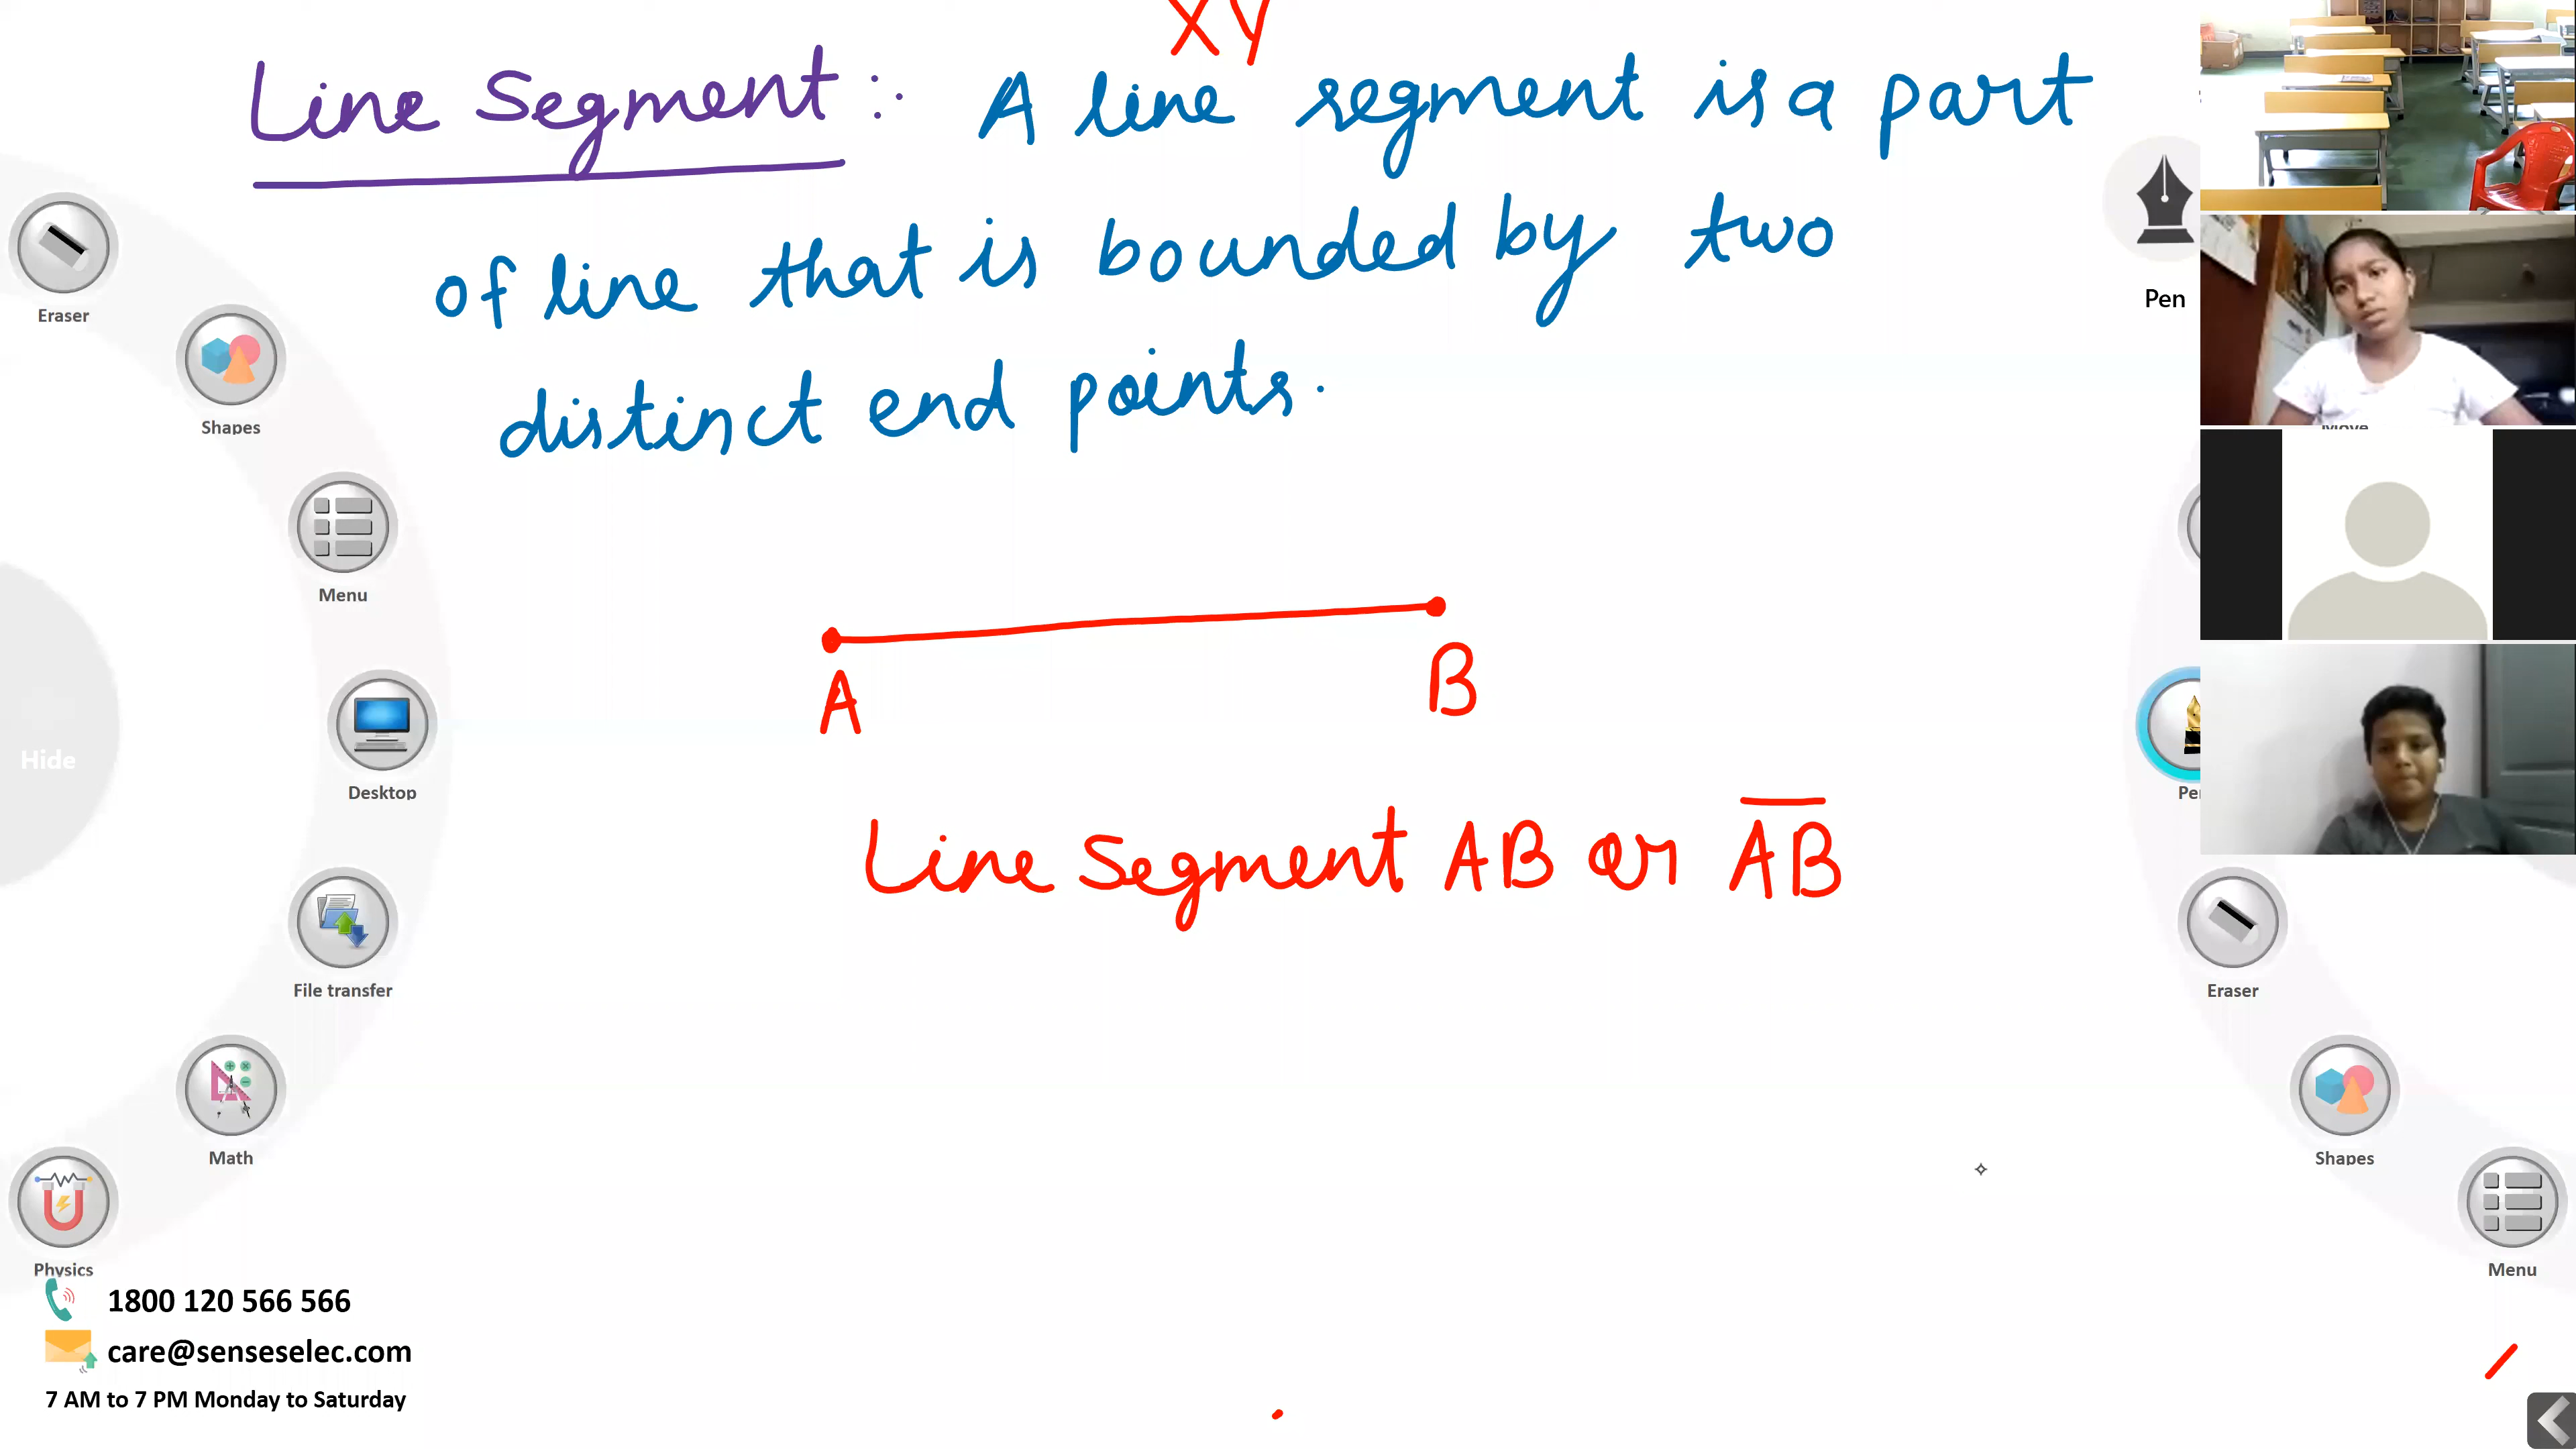 XY
Line Segment : A line segment is a part
of line that is bounded by two
distinct end points.
A
B
Line Segment AB or A̅B̅
Eraser
Shapes
Menu
Desktop
Hide
File transfer
Math
Physics
1800 120 566 566
care@senseselec.com
7 AM to 7 PM Monday to Saturday
Pen
Move
Pe
Eraser
Shapes
Menu